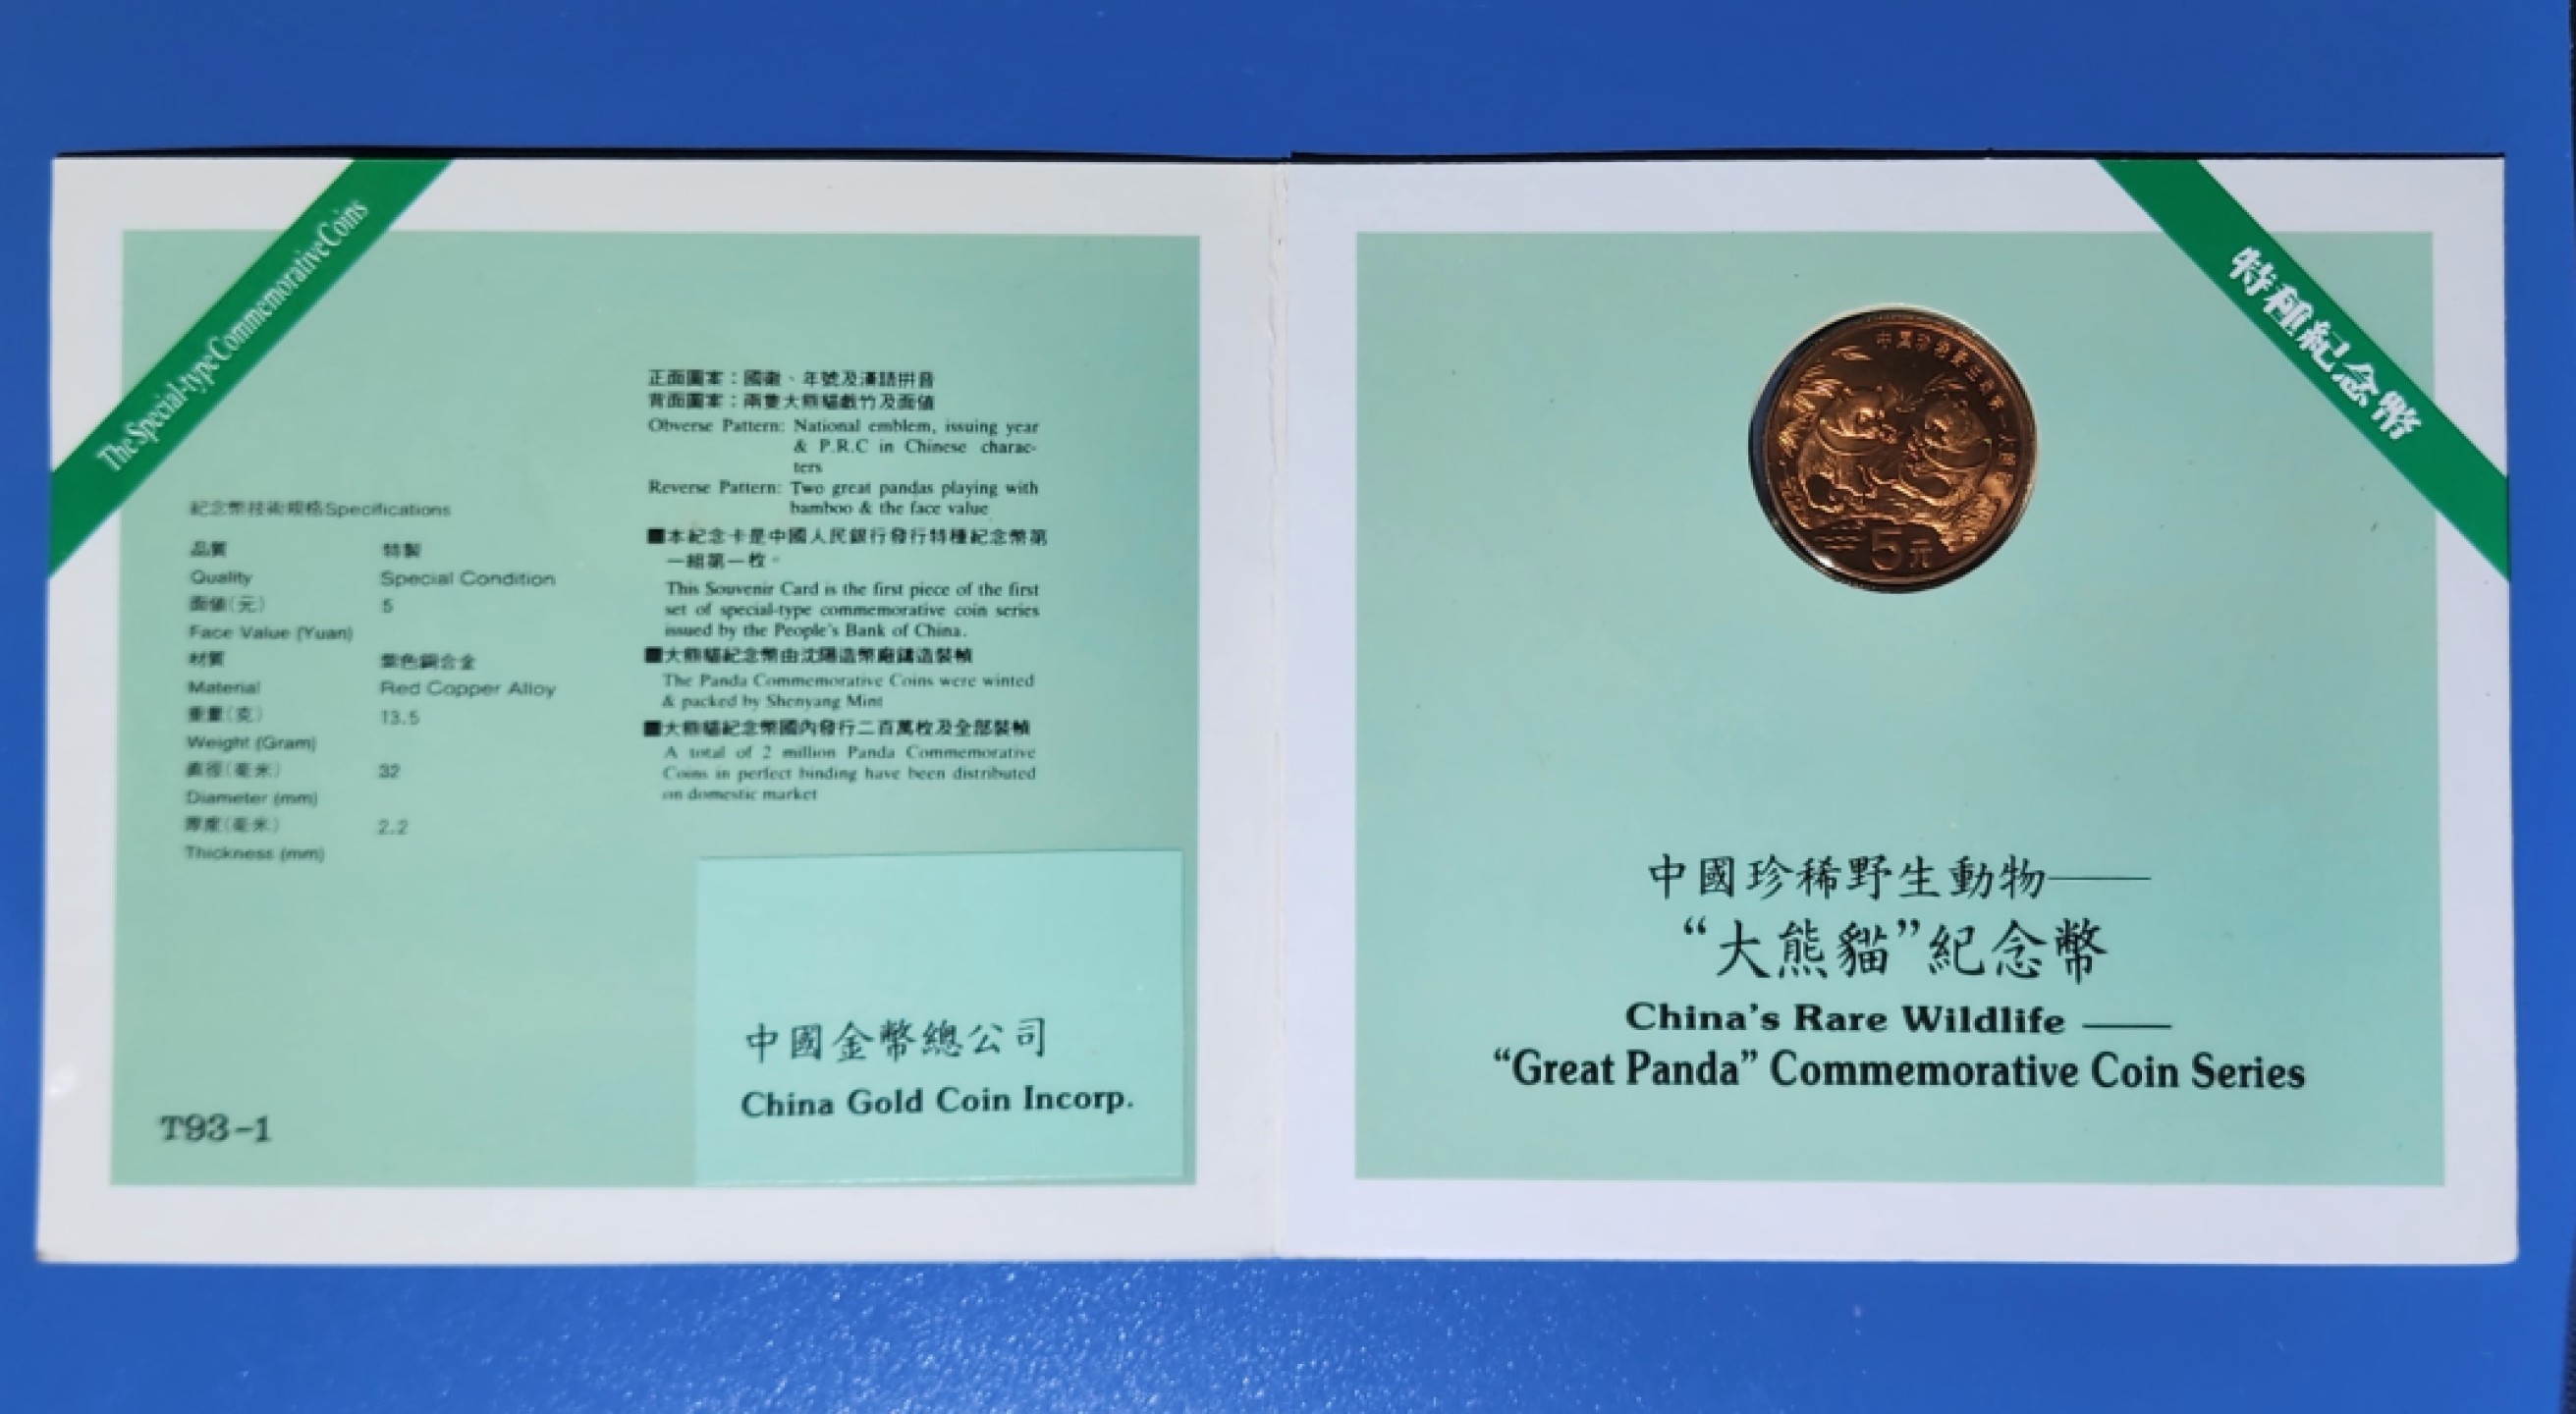 The Special-type Commemorative Coins
紀念幣技術規格Specifications
品質 特製
Quality Special Condition
面値(元) 5
Face Value (Yuan)
材質 紫色銅合金
Material Red Copper Alloy
重量(克) 13.5
Weight (Gram)
直徑(毫米) 32
Diameter (mm)
厚度(毫米) 2.2
Thickness (mm)
正面圖案：國徽、年號及漢語拼音
背面圖案：兩隻大熊貓戲竹及面値
Obverse Pattern: National emblem, issuing year
& P.R.C in Chinese charac-
ters
Reverse Pattern: Two great pandas playing with
bamboo & the face value
■本紀念卡是中國人民銀行發行特種紀念幣第
一組第一枚。
This Souvenir Card is the first piece of the first
set of special-type commemorative coin series
issued by the People's Bank of China.
■大熊貓紀念幣由沈陽造幣廠鑄造裝幀
The Panda Commemorative Coins were winted
& packed by Shenyang Mint
■大熊貓紀念幣國內發行二百萬枚及全部裝幀
A total of 2 million Panda Commemorative
Coins in perfect binding have been distributed
on domestic market
中國金幣總公司
China Gold Coin Incorp.
T93-1
特種紀念幣
5元
中國珍稀野生動物——
“大熊貓”紀念幣
China's Rare Wildlife ——
“Great Panda” Commemorative Coin Series